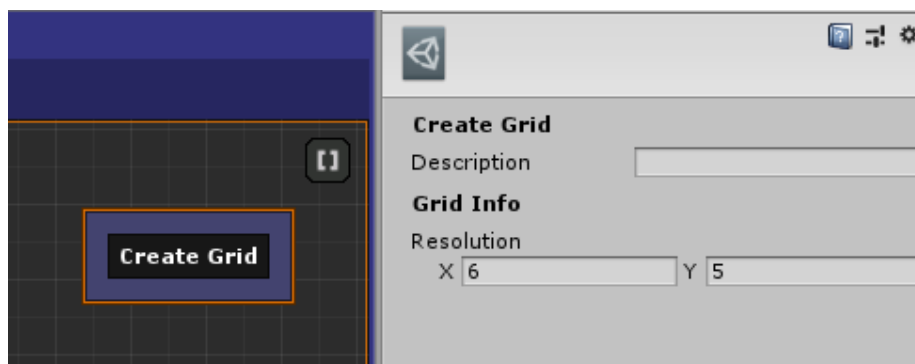 Create Grid
Create Grid
Description
Grid Info
Resolution
X 6 Y 5